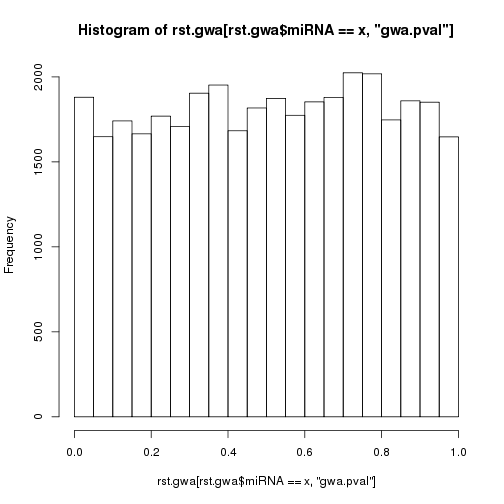 Histogram of rst.gwa[rst.gwa$miRNA == x, "gwa.pval"]
Frequency
2000
1500
1000
500
0
0.0 0.2 0.4 0.6 0.8 1.0
rst.gwa[rst.gwa$miRNA == x, "gwa.pval"]